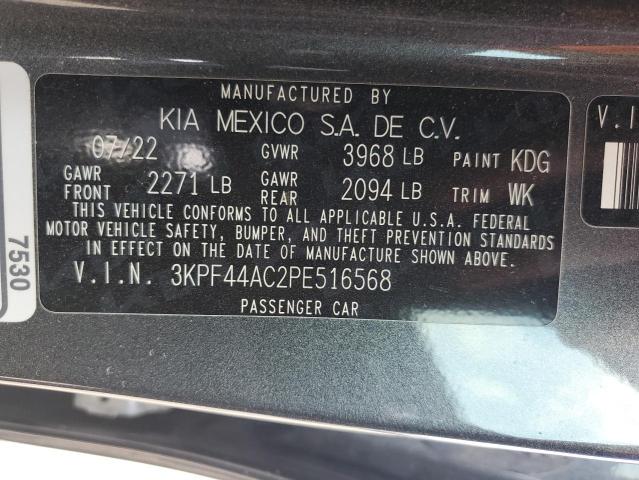 MANUFACTURED BY
KIA MEXICO S.A. DE C.V.
07/22 GVWR 3968 LB PAINT KDG
GAWR FRONT 2271 LB GAWR REAR 2094 LB TRIM WK
THIS VEHICLE CONFORMS TO ALL APPLICABLE U.S.A. FEDERAL
MOTOR VEHICLE SAFETY, BUMPER, AND THEFT PREVENTION STANDARDS
IN EFFECT ON THE DATE OF MANUFACTURE SHOWN ABOVE.
V.I.N. 3KPF44AC2PE516568
PASSENGER CAR
7530
V.I